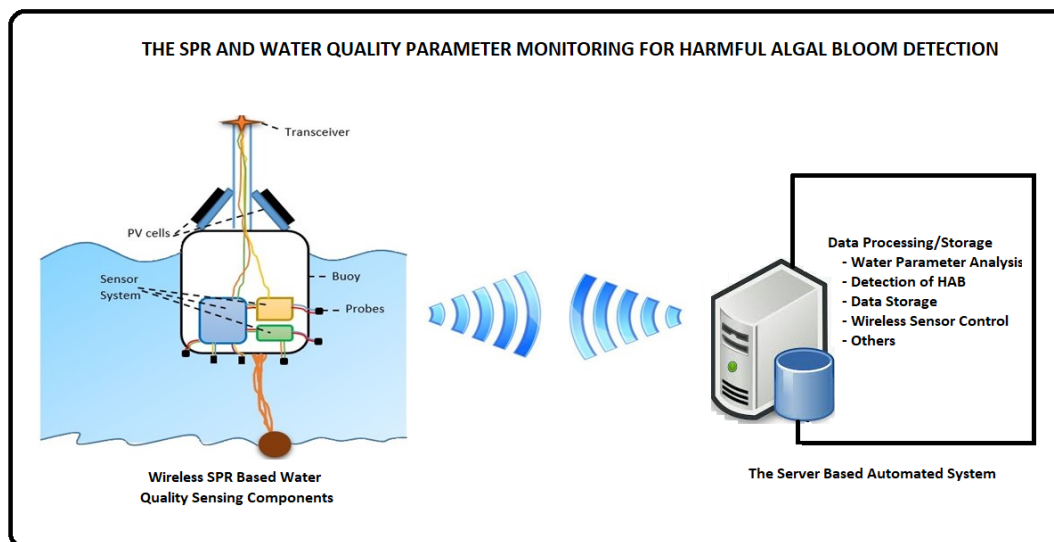 THE SPR AND WATER QUALITY PARAMETER MONITORING FOR HARMFUL ALGAL BLOOM DETECTION
Transceiver
PV cells
Buoy
Sensor
System
Probes
Wireless SPR Based Water
Quality Sensing Components
Data Processing/Storage
- Water Parameter Analysis
- Detection of HAB
- Data Storage
- Wireless Sensor Control
- Others
The Server Based Automated System